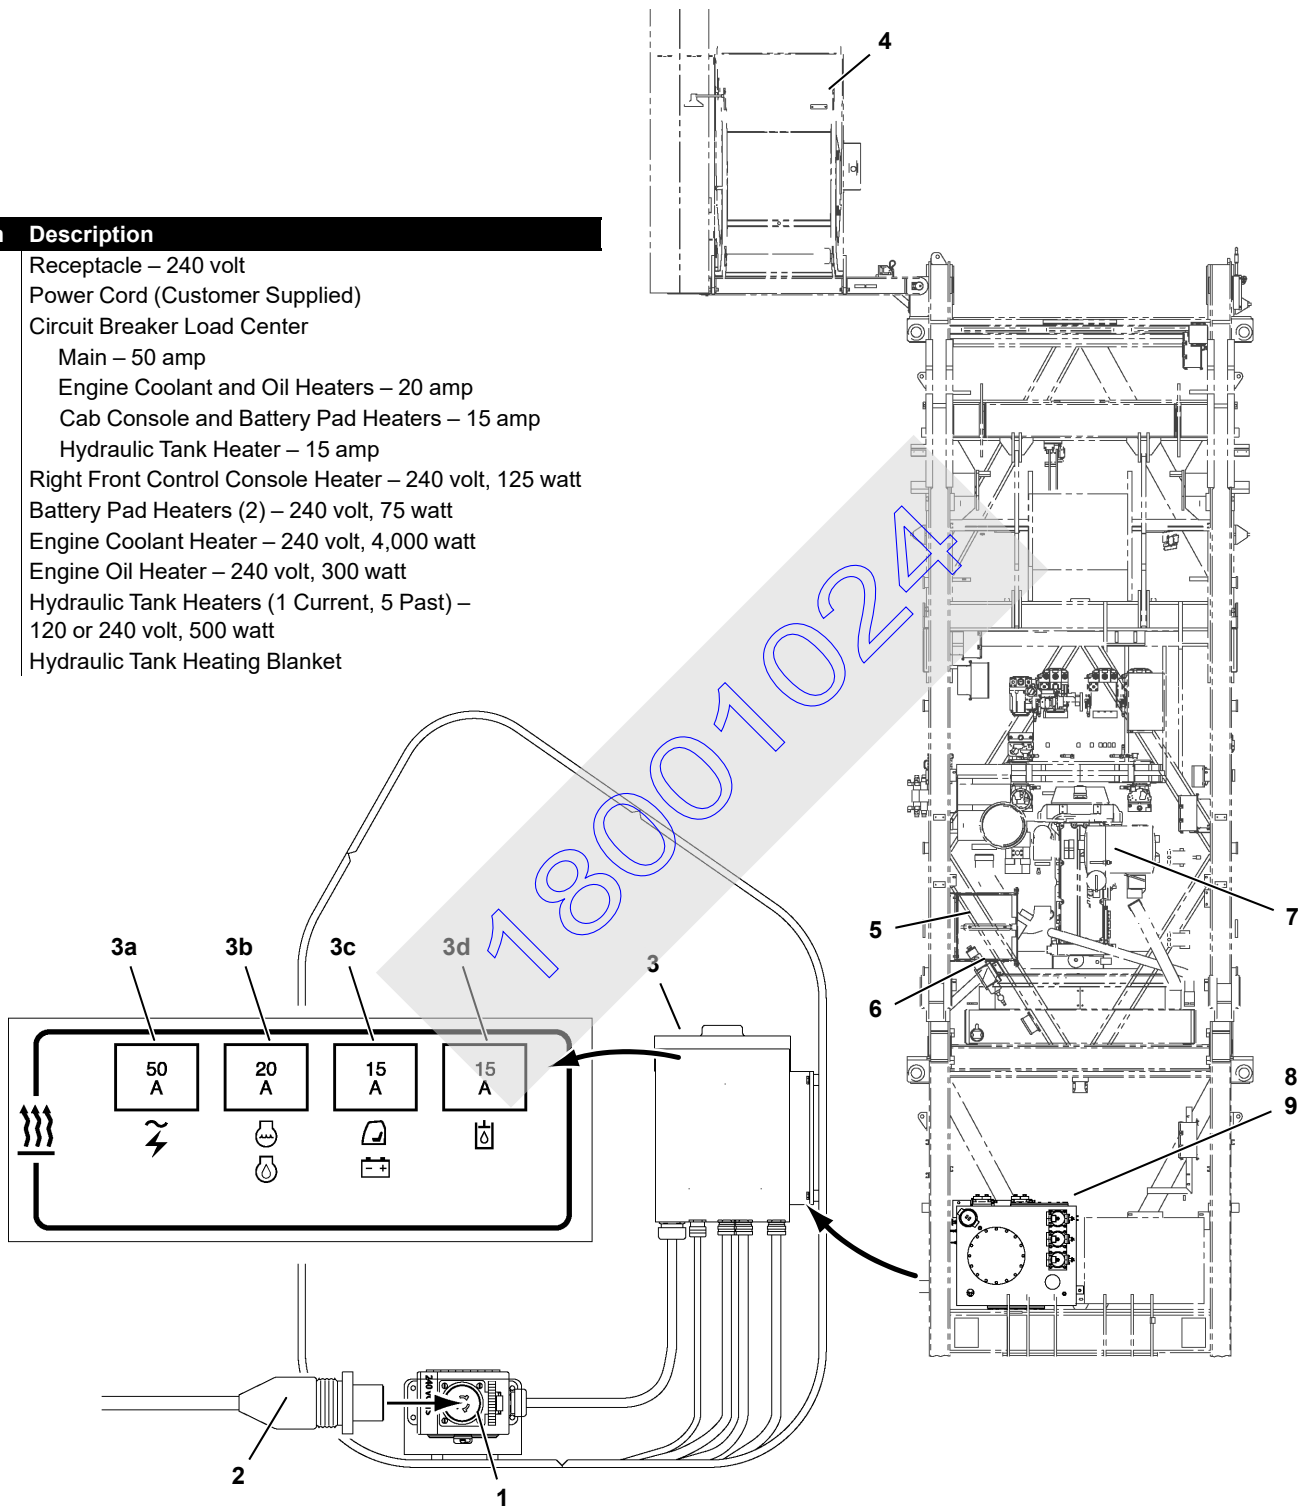 4
n Description
Receptacle – 240 volt
Power Cord (Customer Supplied)
Circuit Breaker Load Center
Main – 50 amp
Engine Coolant and Oil Heaters – 20 amp
Cab Console and Battery Pad Heaters – 15 amp
Hydraulic Tank Heater – 15 amp
Right Front Control Console Heater – 240 volt, 125 watt
Battery Pad Heaters (2) – 240 volt, 75 watt
Engine Coolant Heater – 240 volt, 4,000 watt
Engine Oil Heater – 240 volt, 300 watt
Hydraulic Tank Heaters (1 Current, 5 Past) –
120 or 240 volt, 500 watt
Hydraulic Tank Heating Blanket
18001024
7
5
6
3a 3b 3c 3d 3
50 20 15 15
A A A A
8
9
2
1